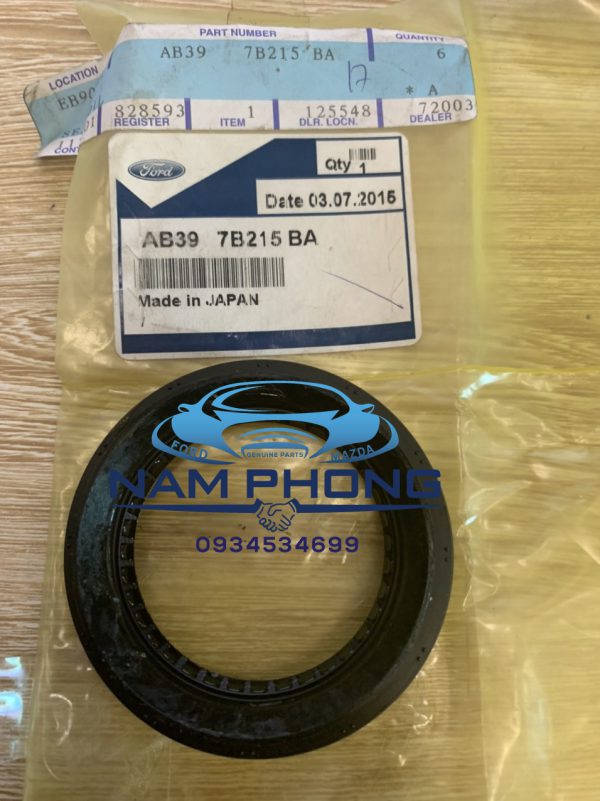 PART NUMBER
QUANTITY
AB39 7B215 BA 6
17
* A
LOCATION
EB90
828593 1 125548 72003
REGISTER ITEM DLR. LOCN. DEALER
Ford
Qty 1
Date 03.07.2015
AB39 7B215 BA
Made in JAPAN
FORD GENUINE PARTS MAZDA
NAM PHONG
0934534699